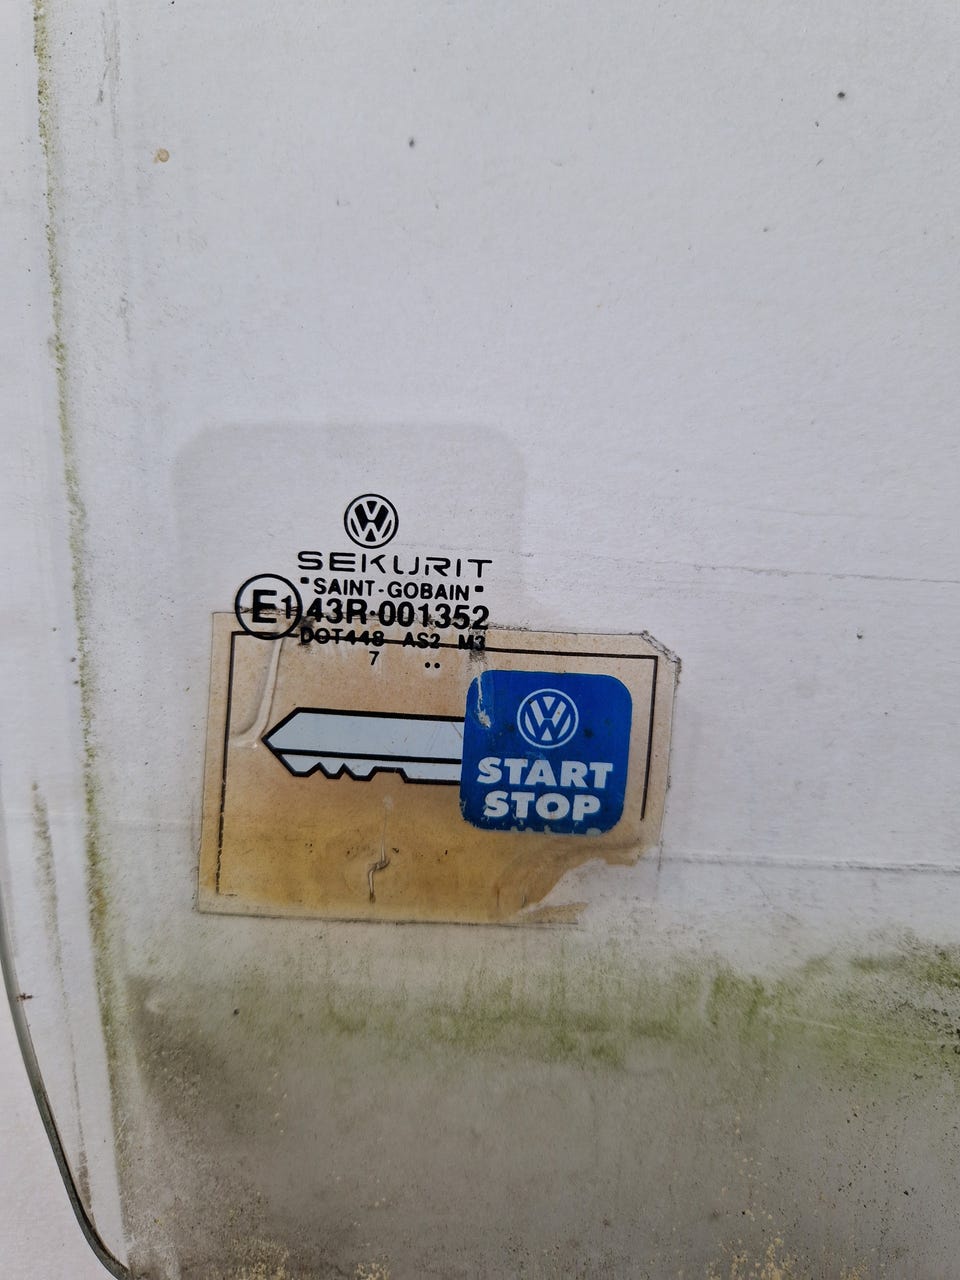 SEKURIT
"SAINT-GOBAIN"
E1 43R-001352
DOT448 AS2 M3
7 ..
START
STOP